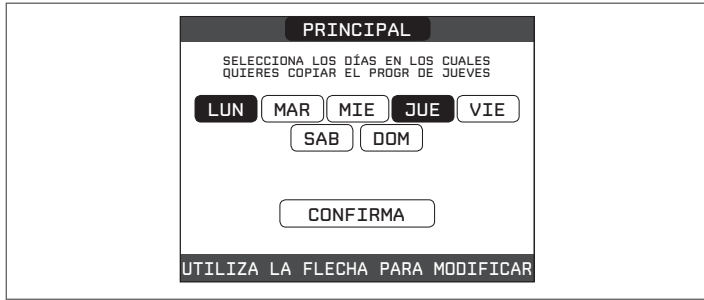 PRINCIPAL
SELECCIONA LOS DÍAS EN LOS CUALES
QUIERES COPIAR EL PROGR DE JUEVES
LUN MAR MIE JUE VIE
SAB DOM
CONFIRMA
UTILIZA LA FLECHA PARA MODIFICAR